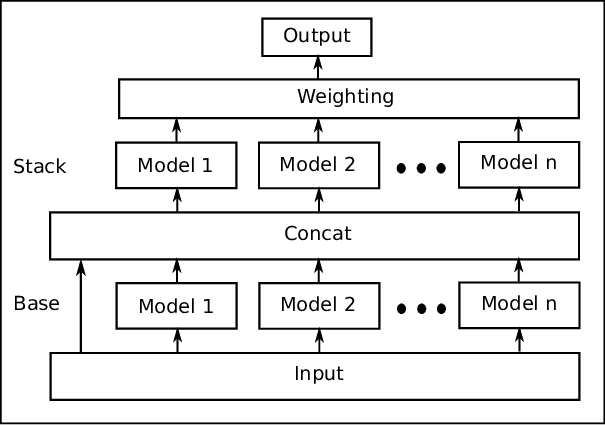 Output
Weighting
Stack
Model 1
Model 2
Model n
Concat
Base
Model 1
Model 2
Model n
Input